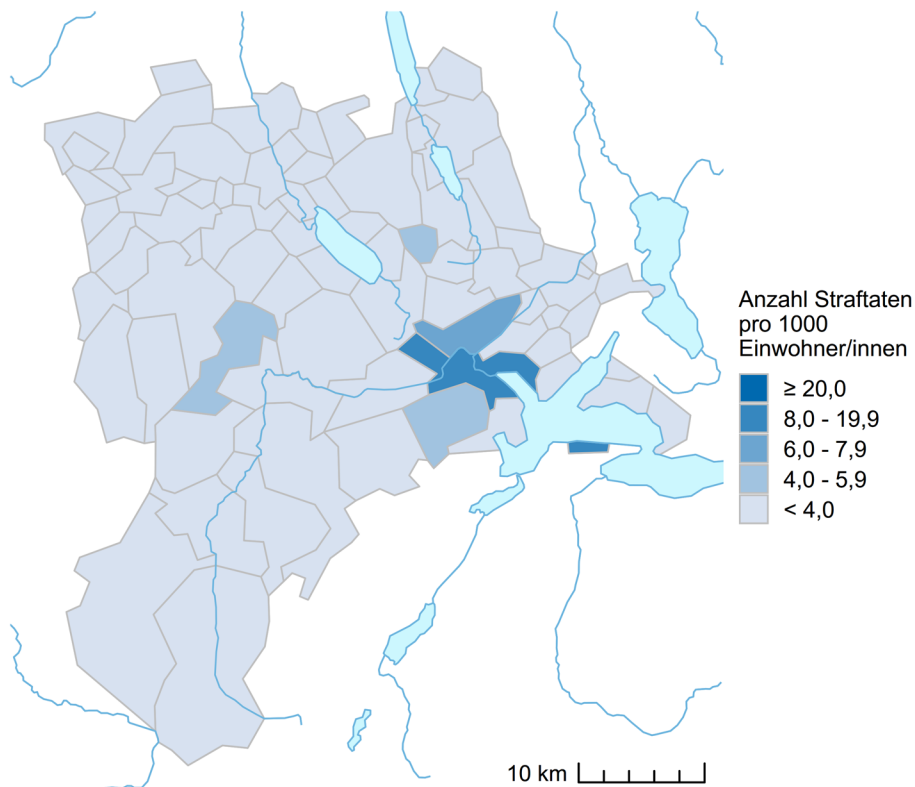 Anzahl Straftaten
pro 1000
Einwohner/innen
≥ 20,0
8,0 - 19,9
6,0 - 7,9
4,0 - 5,9
< 4,0
10 km